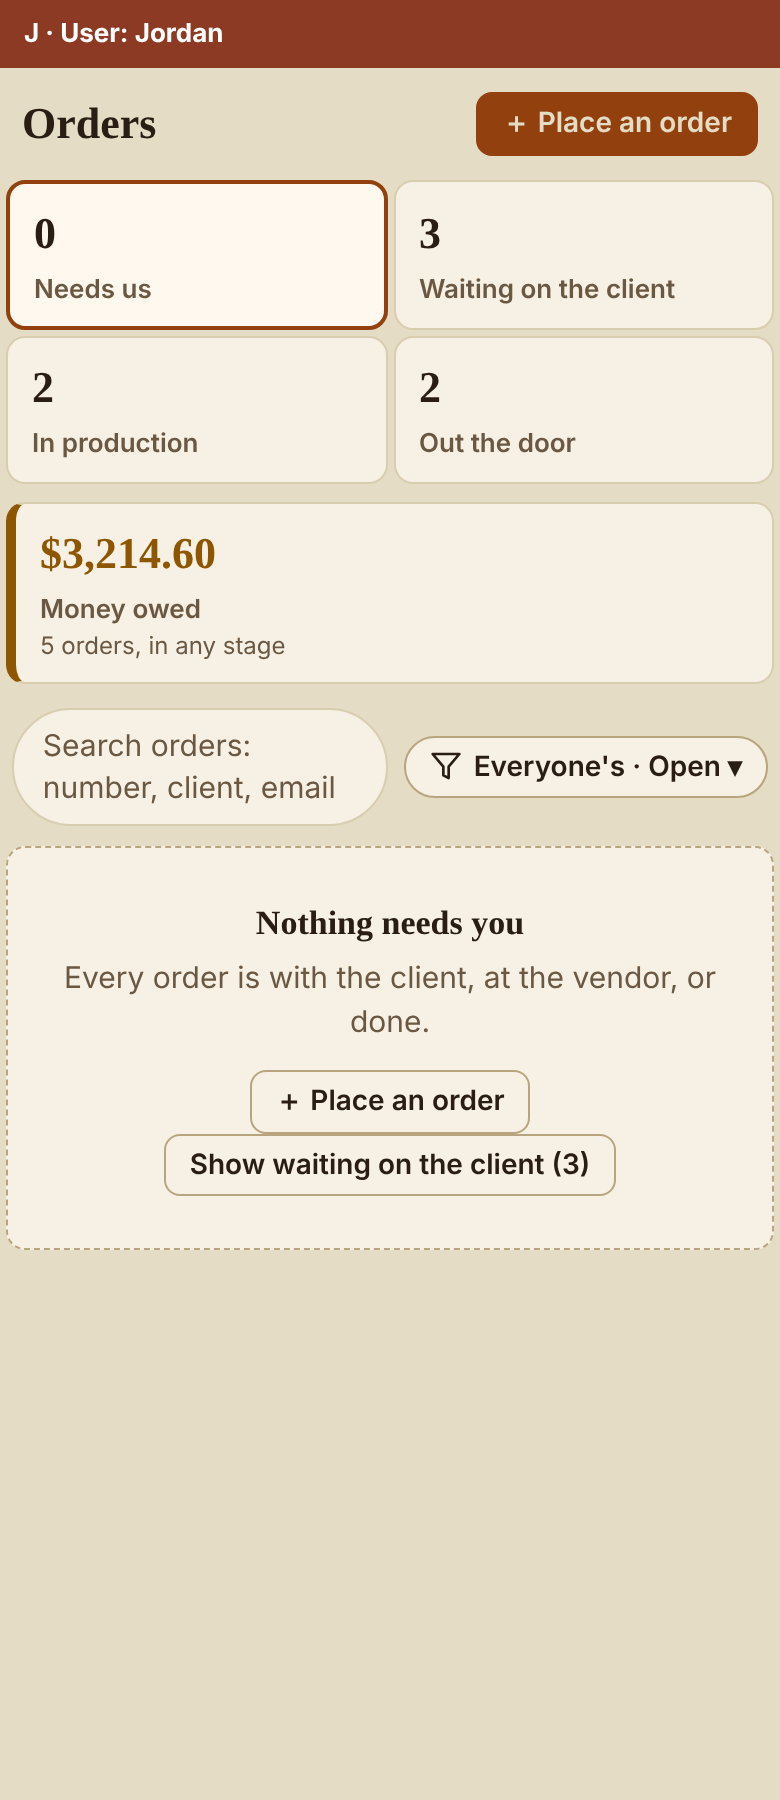 J · User: Jordan
Orders
+ Place an order
0
Needs us
3
Waiting on the client
2
In production
2
Out the door
$3,214.60
Money owed
5 orders, in any stage
Search orders:
number, client, email
Everyone's · Open ▾
Nothing needs you
Every order is with the client, at the vendor, or
done.
+ Place an order
Show waiting on the client (3)